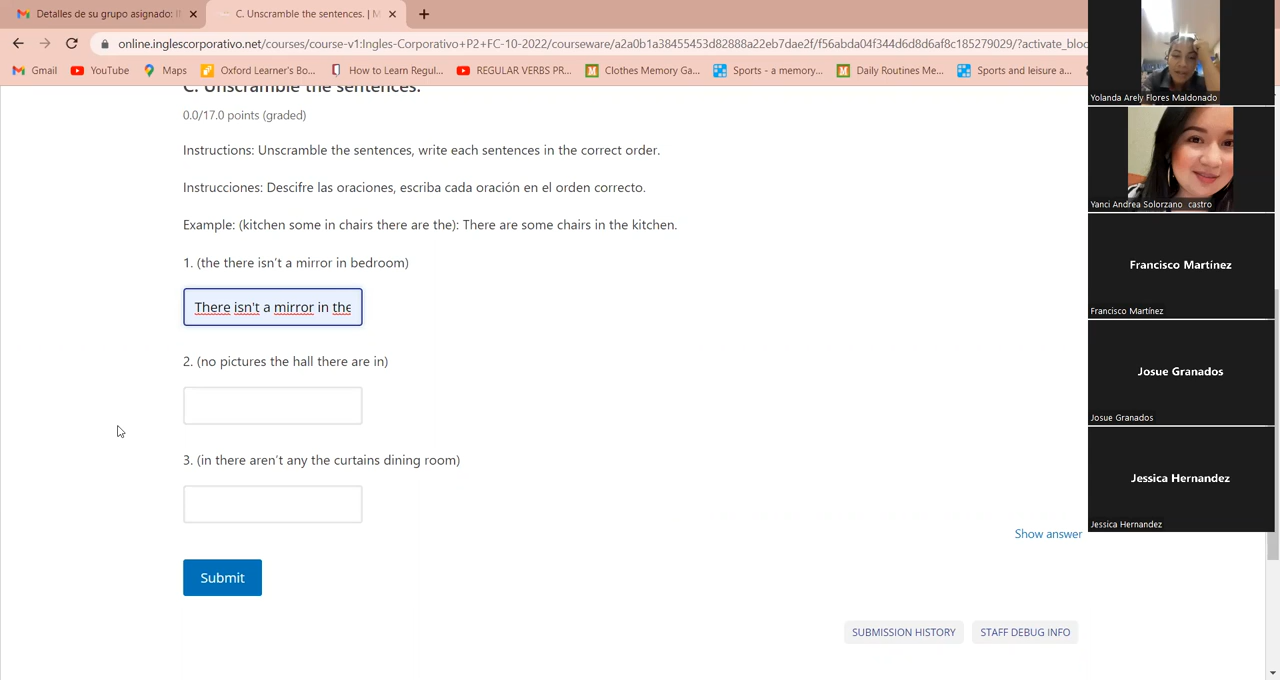 Detalles de su grupo asignado: I
C. Unscramble the sentences. | M
online.inglescorporativo.net/courses/course-v1:Ingles-Corporativo+P2+FC-10-2022/courseware/a2a0b1a38455453d82888a22eb7dae2f/f56abda04f344d6d8d6af8c185279029/?activate_bloc
Gmail YouTube Maps Oxford Learner's Bo... How to Learn Regul... REGULAR VERBS PR... Clothes Memory Ga... Sports - a memory... Daily Routines Me... Sports and leisure a...
C. Unscramble the sentences.
0.0/17.0 points (graded)
Instructions: Unscramble the sentences, write each sentences in the correct order.
Instrucciones: Descifre las oraciones, escriba cada oración en el orden correcto.
Example: (kitchen some in chairs there are the): There are some chairs in the kitchen.
1. (the there isn't a mirror in bedroom)
There isn't a mirror in the
2. (no pictures the hall there are in)
3. (in there aren't any the curtains dining room)
Show answer
Submit
SUBMISSION HISTORY STAFF DEBUG INFO
Yolanda Arely Flores Maldonado
Yanci Andrea Solorzano castro
Francisco Martínez
Francisco Martínez
Josue Granados
Josue Granados
Jessica Hernandez
Jessica Hernandez